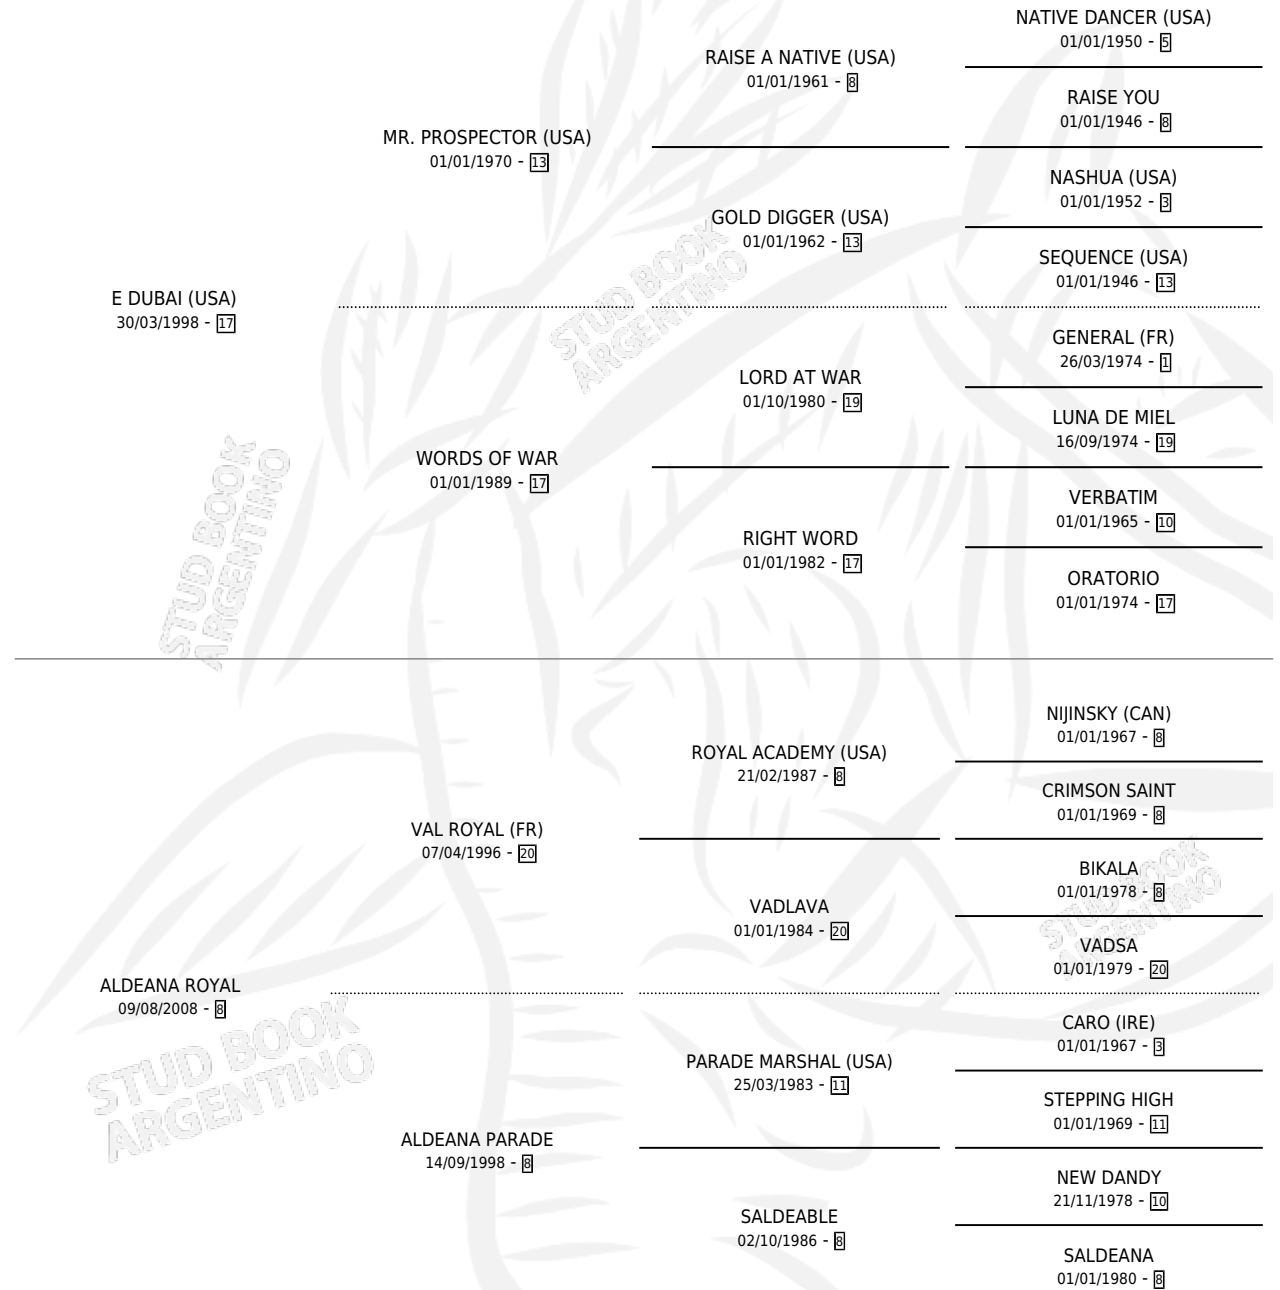 NATIVE DANCER (USA)
01/01/1950 - 5
RAISE A NATIVE (USA)
01/01/1961 - 8
RAISE YOU
01/01/1946 - 8
MR. PROSPECTOR (USA)
01/01/1970 - 13
NASHUA (USA)
01/01/1952 - 3
GOLD DIGGER (USA)
01/01/1962 - 13
SEQUENCE (USA)
01/01/1946 - 13
E DUBAI (USA)
30/03/1998 - 17
STUD BOOK
ARGENTINO
GENERAL (FR)
26/03/1974 - 1
LORD AT WAR
01/10/1980 - 19
LUNA DE MIEL
16/09/1974 - 19
WORDS OF WAR
01/01/1989 - 17
STUD BOOK
ARGENTINO
VERBATIM
01/01/1965 - 10
RIGHT WORD
01/01/1982 - 17
ORATORIO
01/01/1974 - 17
NIJINSKY (CAN)
01/01/1967 - 8
ROYAL ACADEMY (USA)
21/02/1987 - 8
CRIMSON SAINT
01/01/1969 - 8
VAL ROYAL (FR)
07/04/1996 - 20
BIKALA
01/01/1978 - 8
STUD BOOK
ARGENTINO
VADLAVA
01/01/1984 - 20
VADSA
01/01/1979 - 20
ALDEANA ROYAL
09/08/2008 - 8
STUD BOOK
ARGENTINO
CARO (IRE)
01/01/1967 - 3
PARADE MARSHAL (USA)
25/03/1983 - 11
STEPPING HIGH
01/01/1969 - 11
ALDEANA PARADE
14/09/1998 - 8
NEW DANDY
21/11/1978 - 10
SALDEABLE
02/10/1986 - 8
SALDEANA
01/01/1980 - 8